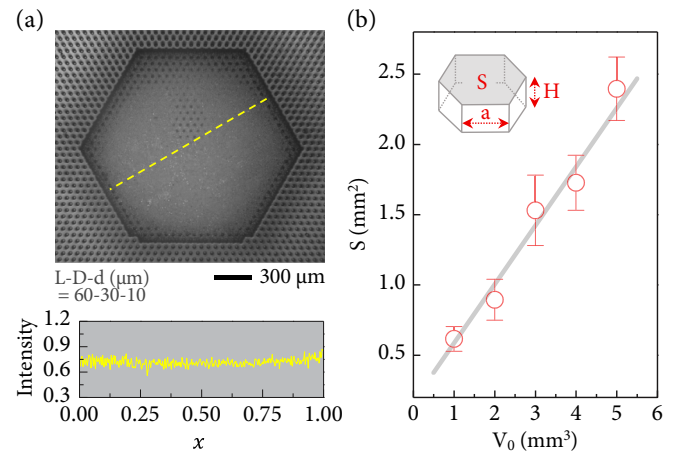 (a)
L-D-d (μm)
= 60-30-10
300 μm
Intensity
1.2
0.9
0.6
0.3
0.00
0.25
0.50
0.75
1.00
x
(b)
S (mm²)
2.5
2.0
1.5
1.0
0.5
S
H
a
0
1
2
3
4
5
6
V₀ (mm³)